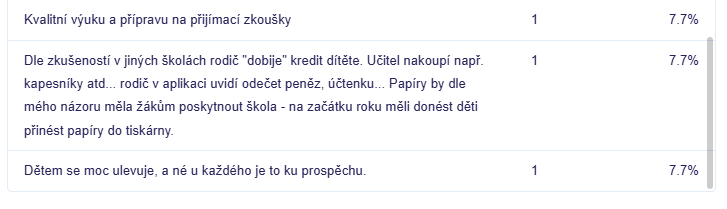 Kvalitní výuku a přípravu na přijímací zkoušky 1 7.7%
Dle zkušeností v jiných školách rodič "dobije" kredit dítěte. Učitel nakoupí např. 1 7.7%
kapesníky atd... rodič v aplikaci uvidí odečet peněz, účtenku... Papíry by dle
mého názoru měla žákům poskytnout škola - na začátku roku měli donést děti
přinést papíry do tiskárny.
Dětem se moc ulevuje, a né u každého je to ku prospěchu. 1 7.7%